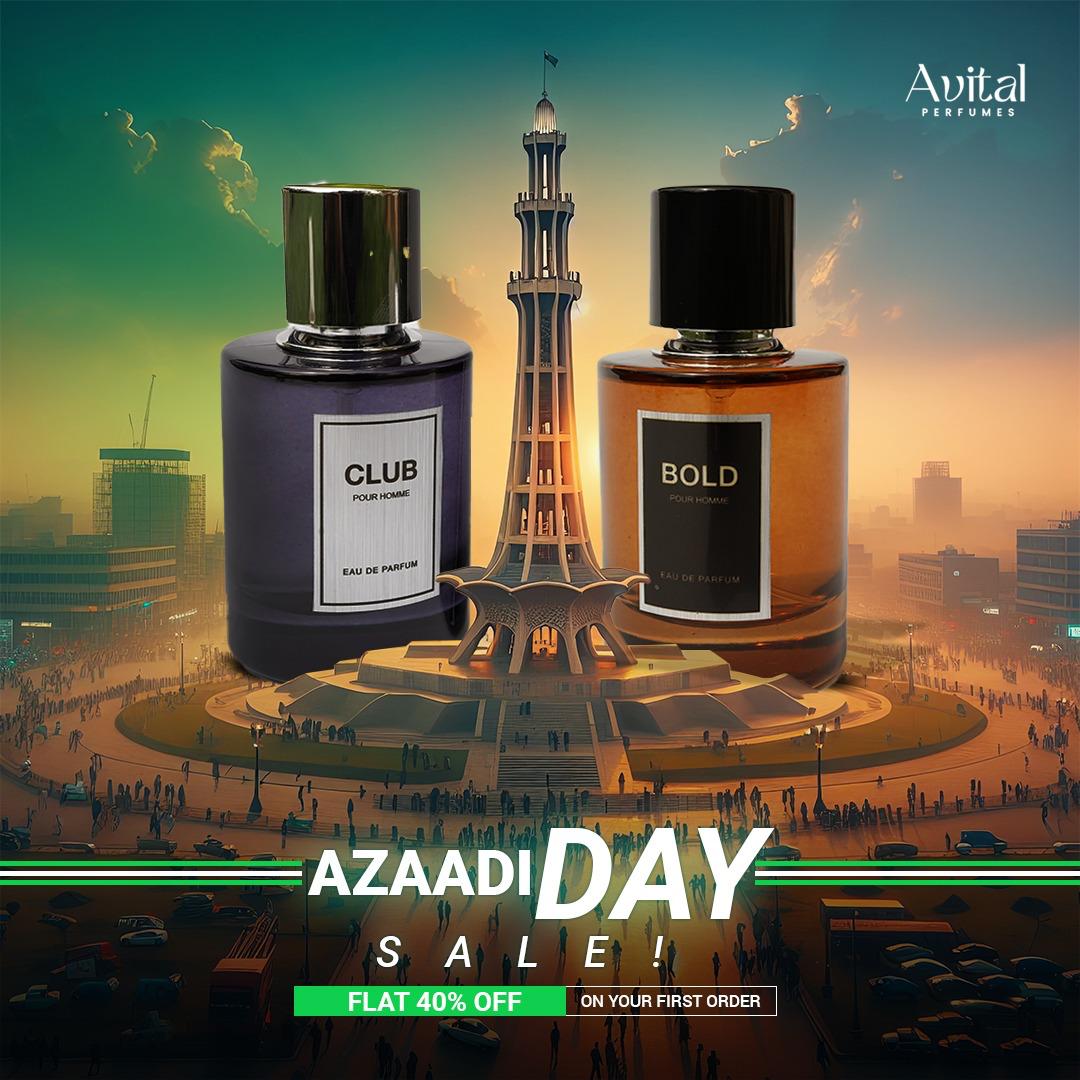 Avital
PERFUMES
CLUB
POUR HOMME
EAU DE PARFUM
BOLD
POUR HOMME
EAU DE PARFUM
AZAADI DAY
SALE!
FLAT 40% OFF ON YOUR FIRST ORDER